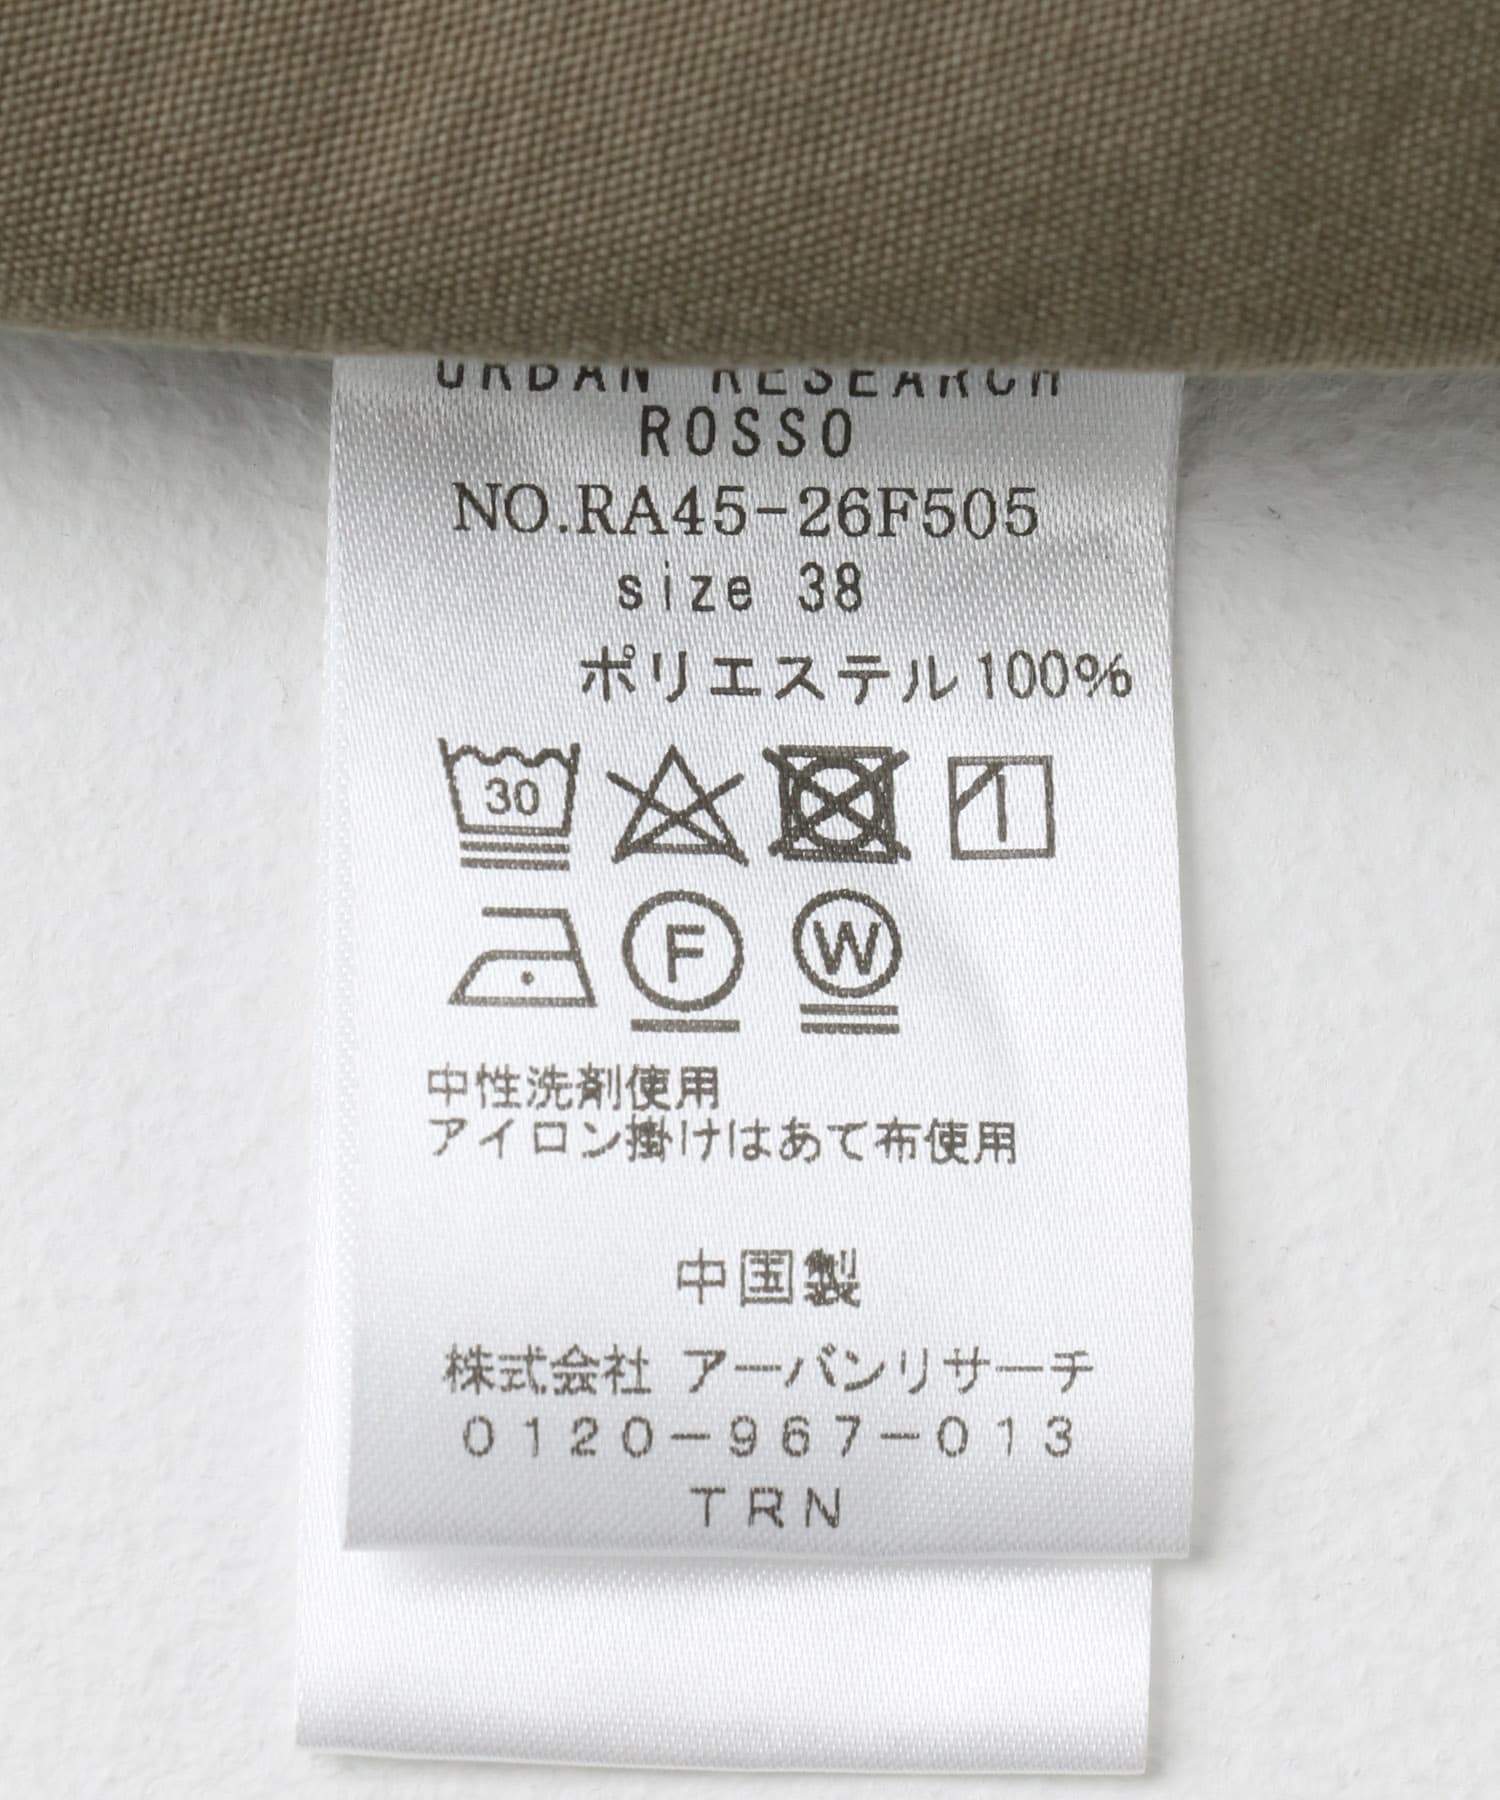 URBAN RESEARCH
ROSSO
NO.RA45-26F505
size 38
ポリエステル100%
30
F W
中性洗剤使用
アイロン掛けはあて布使用
中国製
株式会社 アーバンリサーチ
0120-967-013
TRN